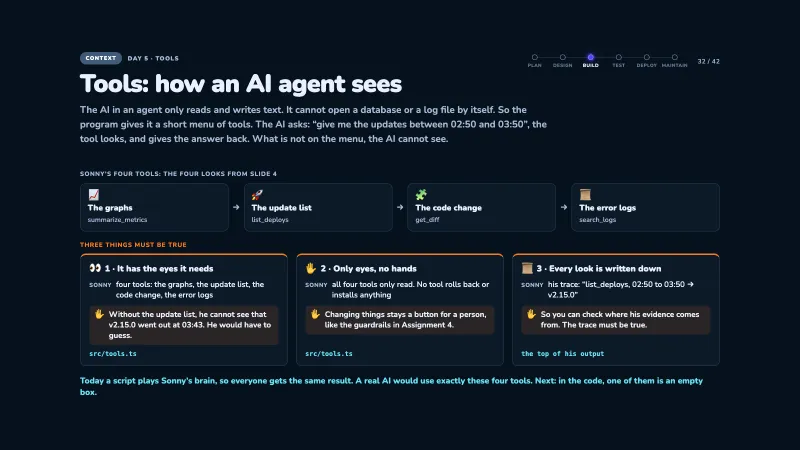 CONTEXT DAY 5 · TOOLS
PLAN DESIGN BUILD TEST DEPLOY MAINTAIN 32 / 42
Tools: how an AI agent sees
The AI in an agent only reads and writes text. It cannot open a database or a log file by itself. So the
program gives it a short menu of tools. The AI asks: “give me the updates between 02:50 and 03:50”, the
tool looks, and gives the answer back. What is not on the menu, the AI cannot see.
SONNY'S FOUR TOOLS: THE FOUR LOOKS FROM SLIDE 4
The graphs
summarize_metrics
→
The update list
list_deploys
→
The code change
get_diff
→
The error logs
search_logs
THREE THINGS MUST BE TRUE
1 · It has the eyes it needs
SONNY four tools: the graphs, the update list, the
code change, the error logs
Without the update list, he cannot see that
v2.15.0 went out at 03:43. He would have to
guess.
src/tools.ts
2 · Only eyes, no hands
SONNY all four tools only read. No tool rolls back or
installs anything
Changing things stays a button for a person,
like the guardrails in Assignment 4.
src/tools.ts
3 · Every look is written down
SONNY his trace: "list_deploys, 02:50 to 03:50 →
v2.15.0"
So you can check where his evidence comes
from. The trace must be true.
the top of his output
Today a script plays Sonny's brain, so everyone gets the same result. A real AI would use exactly these four tools. Next: in the code, one of them is an empty
box.